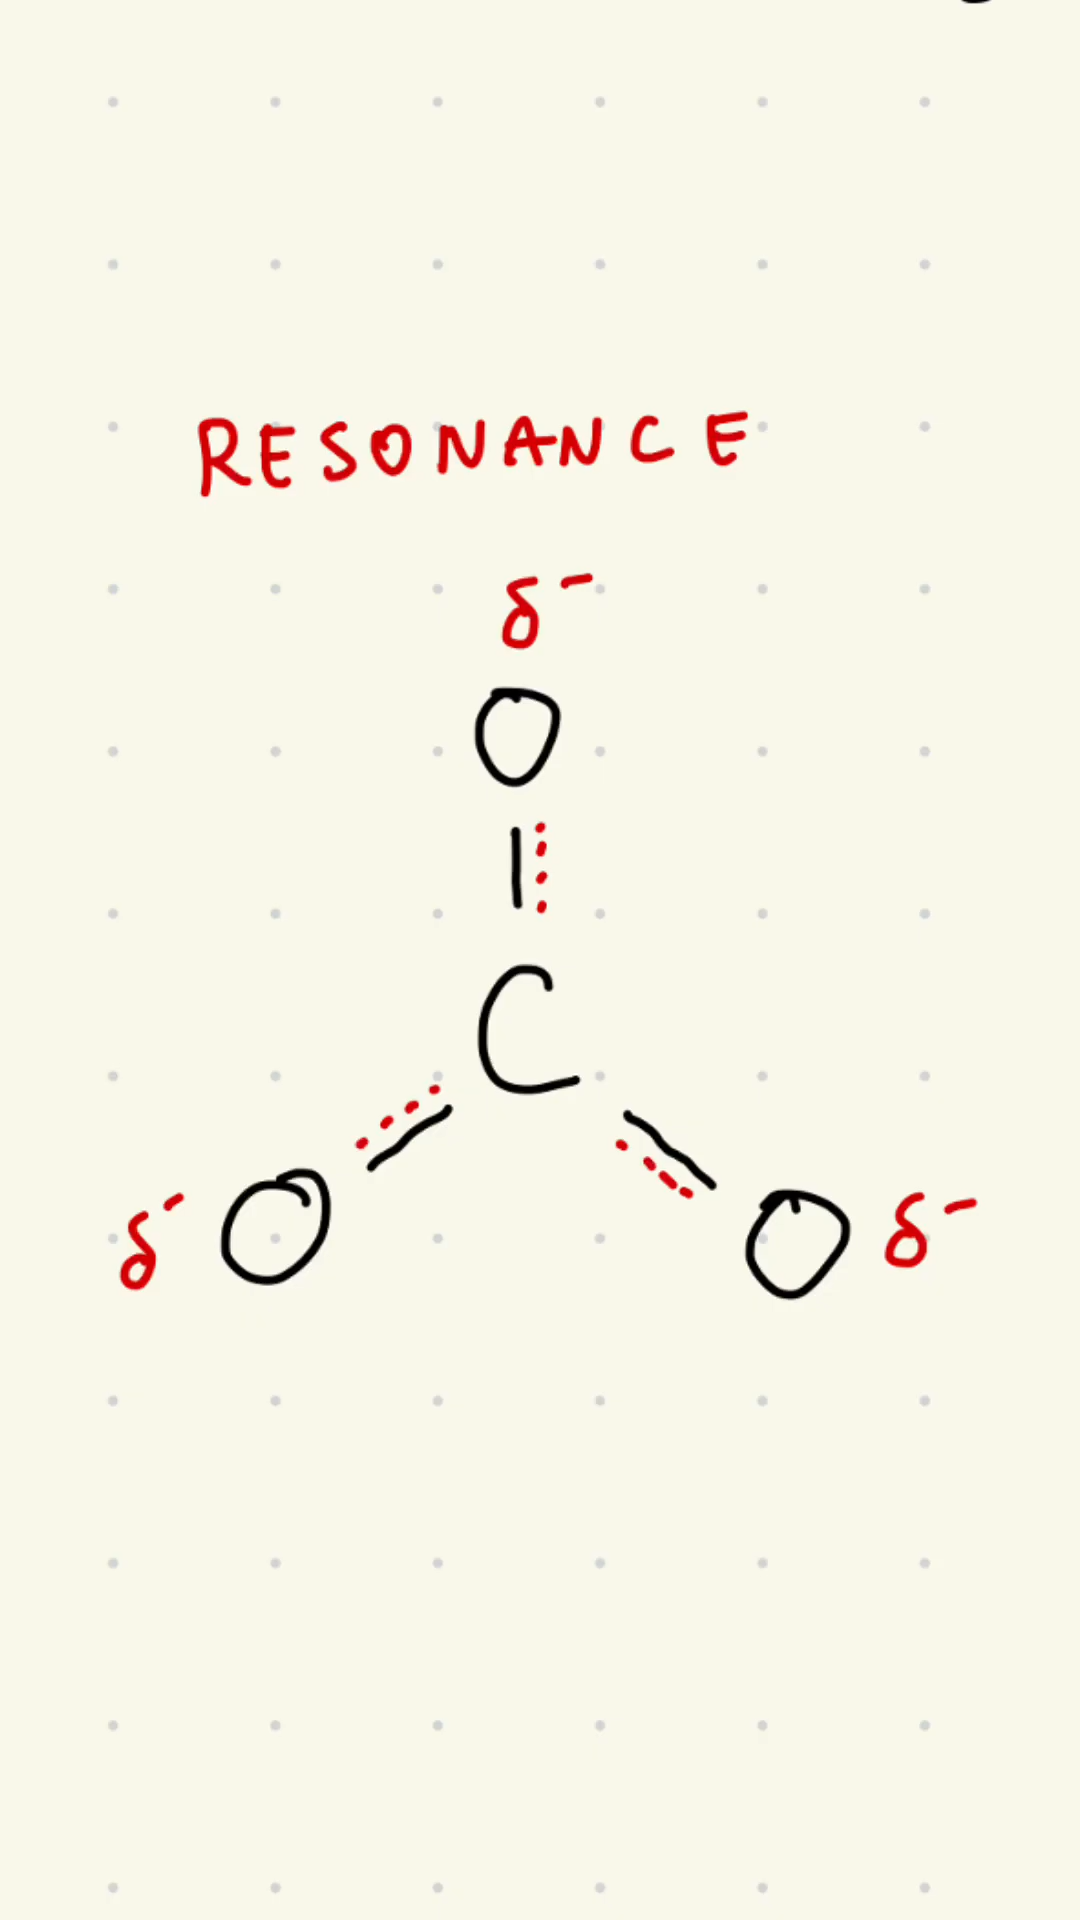 RESONANCE
δ⁻
O
C
δ⁻ O O δ⁻